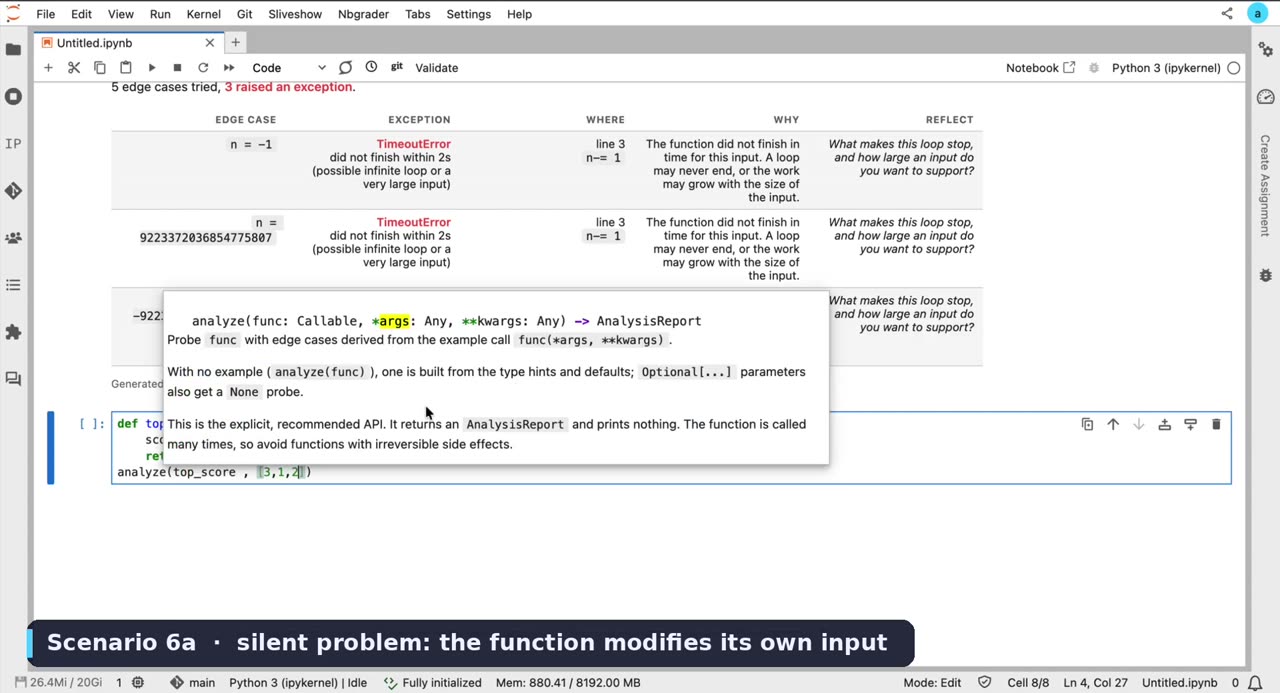 File Edit View Run Kernel Git Slideshow Nbgrader Tabs Settings Help
a
Untitled.ipynb
Code git Validate Notebook Python 3 (ipykernel)
5 edge cases tried, 3 raised an exception.
EDGE CASE EXCEPTION WHERE WHY REFLECT
n = -1 TimeoutError line 3 The function did not finish in What makes this loop stop,
did not finish within 2s n-= 1 time for this input. A loop and how large an input do
(possible infinite loop or a may never end, or the work you want to support?
very large input) may grow with the size of
the input.
n = TimeoutError line 3 The function did not finish in What makes this loop stop,
9223372036854775807 did not finish within 2s n-= 1 time for this input. A loop and how large an input do
(possible infinite loop or a may never end, or the work you want to support?
very large input) may grow with the size of
the input.
What makes this loop stop,
-922 and how large an input do
you want to support?
analyze(func: Callable, *args: Any, **kwargs: Any) -> AnalysisReport
Probe func with edge cases derived from the example call func(*args, **kwargs) .
With no example ( analyze(func) ), one is built from the type hints and defaults; Optional[...] parameters
also get a None probe.
This is the explicit, recommended API. It returns an AnalysisReport and prints nothing. The function is called
many times, so avoid functions with irreversible side effects.
Generated
[ ]: def top
sco
ret
analyze(top_score , [3,1,2])
IP
Create Assignment
Scenario 6a · silent problem: the function modifies its own input
26.4Mi / 20Gi 1 main Python 3 (ipykernel) | Idle Fully initialized Mem: 880.41 / 8192.00 MB Mode: Edit Cell 8/8 Ln 4, Col 27 Untitled.ipynb 0